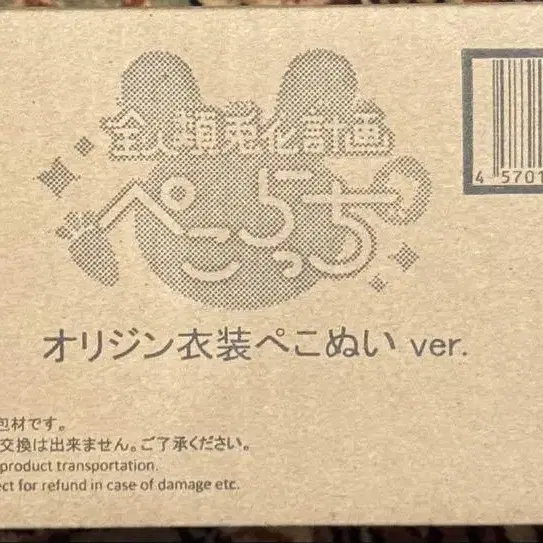 全人類兎化計画
ぺこらっち
4 5701
オリジン衣装ぺこぬい ver.
包材です。
交換は出来ません。ご了承ください。
product transportation.
ct for refund in case of damage etc.